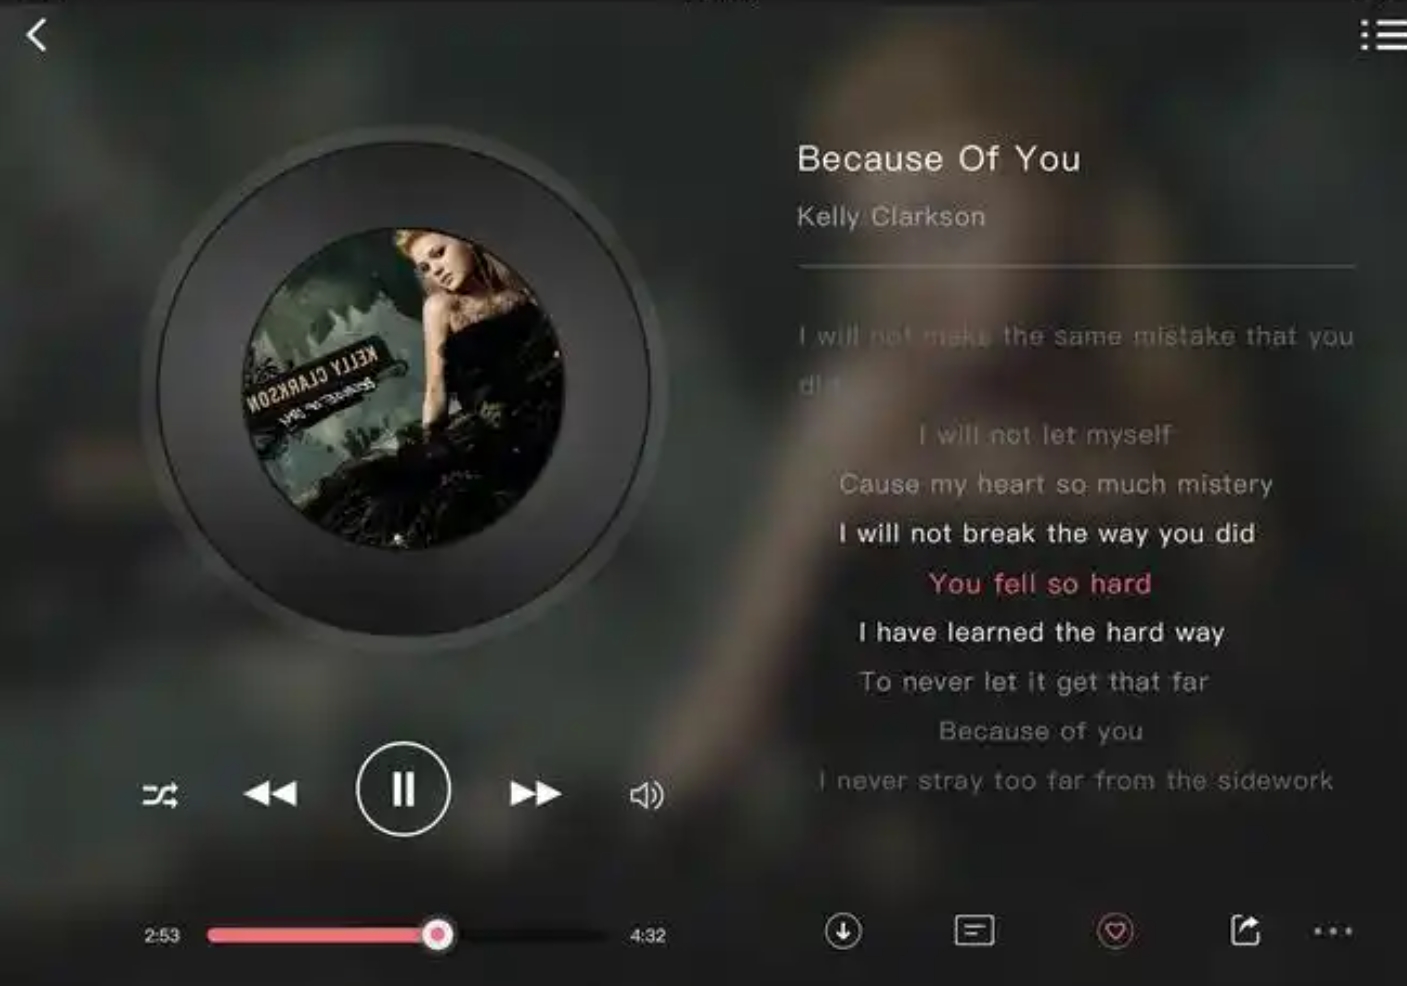 Because Of You
Kelly Clarkson
I will not make the same mistake that you
did
I will not let myself
Cause my heart so much mistery
I will not break the way you did
You fell so hard
I have learned the hard way
To never let it get that far
Because of you
I never stray too far from the sidework
KELLY CLARKSON
2:53
4:32